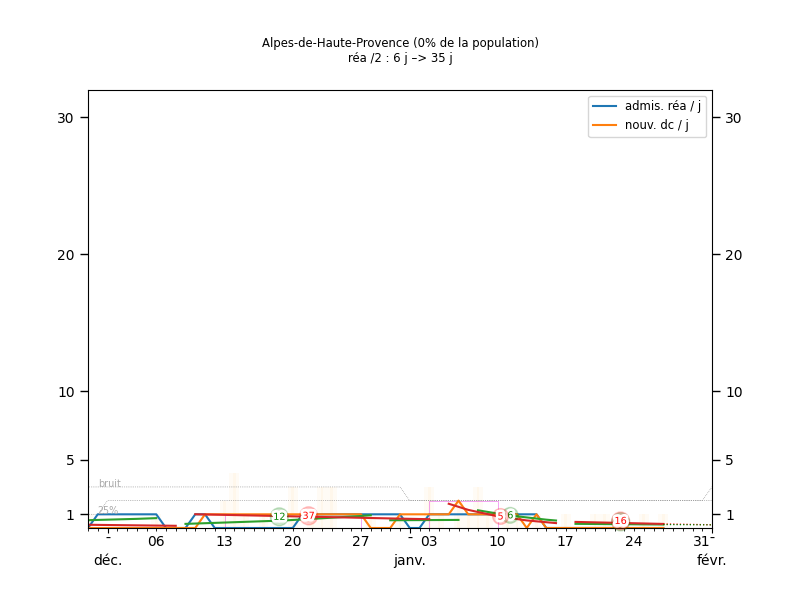 Alpes-de-Haute-Provence (0% de la population)
réa /2 : 6 j –> 35 j
admis. réa / j
nouv. dc / j
30 30
20 20
10 10
5 5
bruit
25%
1 1
12 37 5 6 16
- 06 13 20 27 - 03 10 17 24 31-
déc. janv. févr.